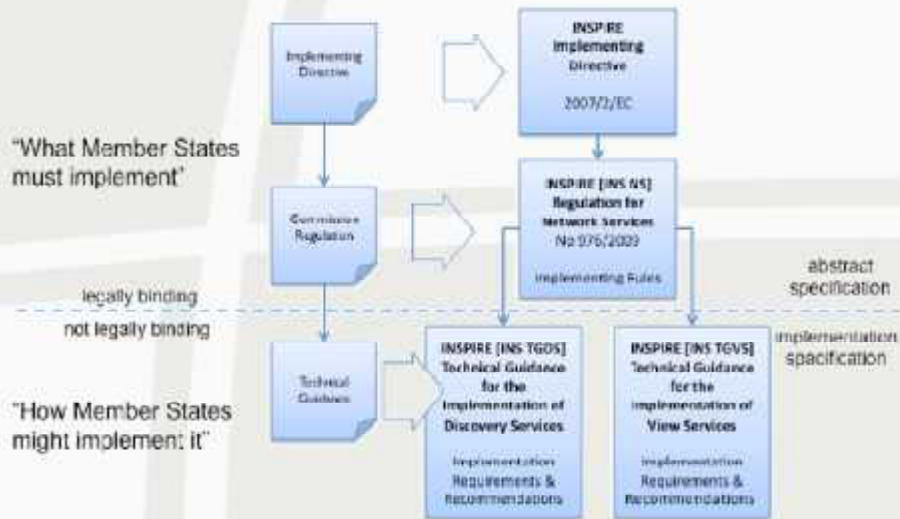 Implementing
Directive
INSPIRE
Implementing
Directive
2007/2/EC
"What Member States
must implement"
Commission
Regulation
INSPIRE [INS NS]
Regulation for
Network Services
No 976/2009
Implementing Rules
abstract
specification
legally binding
not legally binding
implementation
spacification
Technical
Guidance
INSPIRE [INS TGDS]
Technical Guidance
for the
Implementation of
Discovery Services
Implementation
Requirements &
Recommendations
INSPIRE [INS TGVS]
Technical Guidance
for the
Implementation of
View Services
Implementation
Requirements &
Recommendations
"How Member States
might implement it"